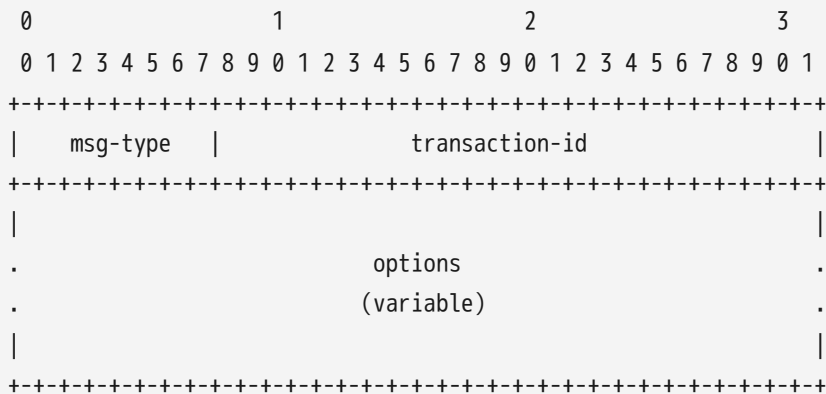 0                   1                   2                   3
0 1 2 3 4 5 6 7 8 9 0 1 2 3 4 5 6 7 8 9 0 1 2 3 4 5 6 7 8 9 0 1
+-+-+-+-+-+-+-+-+-+-+-+-+-+-+-+-+-+-+-+-+-+-+-+-+-+-+-+-+-+-+-+-+
|    msg-type   |               transaction-id                  |
+-+-+-+-+-+-+-+-+-+-+-+-+-+-+-+-+-+-+-+-+-+-+-+-+-+-+-+-+-+-+-+-+
|                                                               |
.                            options                            .
.                           (variable)                          .
|                                                               |
+-+-+-+-+-+-+-+-+-+-+-+-+-+-+-+-+-+-+-+-+-+-+-+-+-+-+-+-+-+-+-+-+